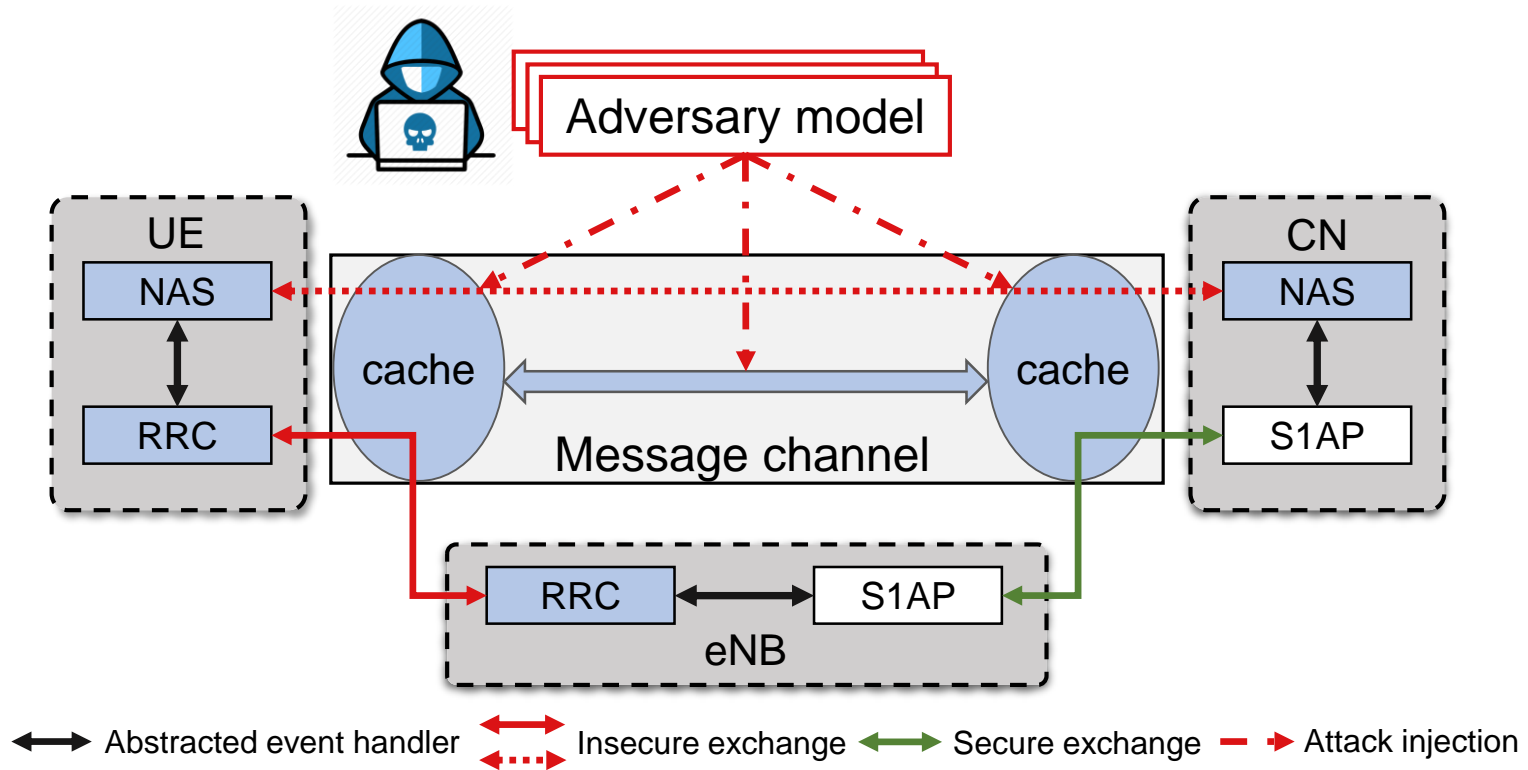 Adversary model
UE
CN
NAS
NAS
cache
cache
RRC
S1AP
Message channel
RRC
S1AP
eNB
Abstracted event handler
Insecure exchange
Secure exchange
Attack injection